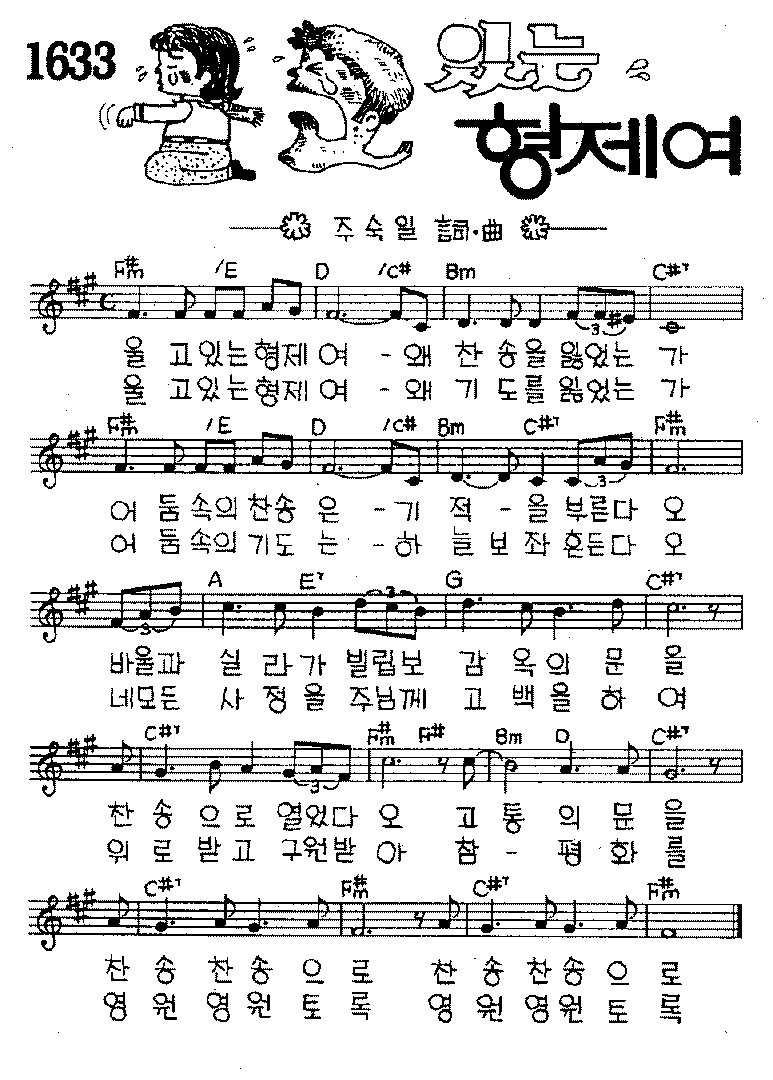 1633
울고 있는
형제여
주숙일 詞·曲
F#m /E D /C# Bm C#7
울 고있는형제 여 - 왜 찬 송을 잃었는 가
울 고있는형제 여 - 왜 기 도를 잃었는 가
F#m /E D /C# Bm C#7 F#m
어 둠속의찬송 은 - 기 적 - 을 부른다 오
어 둠속의기도 는 - 하 늘 보 좌 흔든다 오
A E7 G C#7
바울과 실 라가 빌립보 감 옥의 문 을
네모든 사 정을 주님께 고 백을 하 여
C#7 F#m F# Bm D C#7
찬 송 으로 열었다 오 고 통 의 문 을
위 로 받고 구원받 아 참 - 평 화 를
C#7 F#m C#7 F#m
찬 송 찬 송 으 로 찬 송 찬 송 으 로
영 원 영 원 토 록 영 원 영 원 토 록